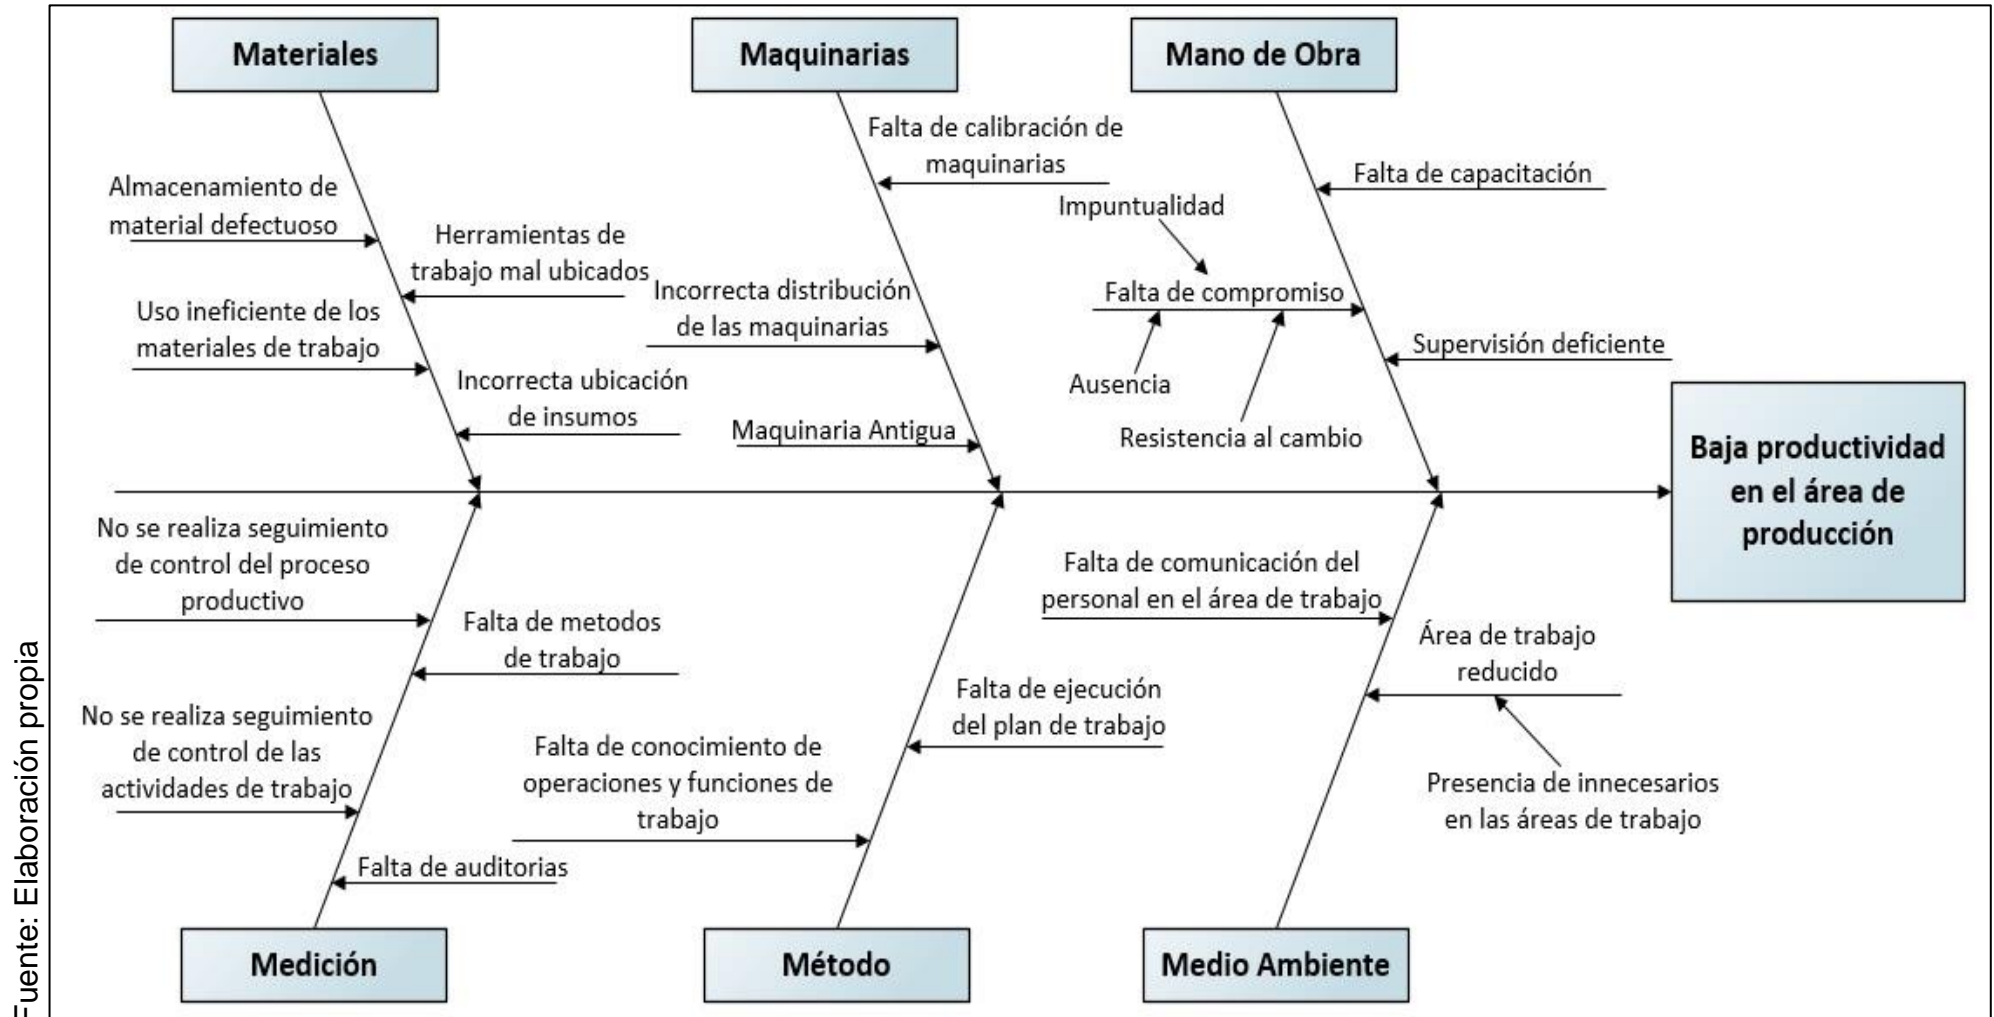 Materiales
Maquinarias
Mano de Obra
Almacenamiento de
material defectuoso
Herramientas de
trabajo mal ubicados
Uso ineficiente de los
materiales de trabajo
Incorrecta ubicación
de insumos
Falta de calibración de
maquinarias
Incorrecta distribución
de las maquinarias
Maquinaria Antigua
Falta de capacitación
Impuntualidad
Falta de compromiso
Ausencia
Resistencia al cambio
Supervisión deficiente
Baja productividad
en el área de
producción
No se realiza seguimiento
de control del proceso
productivo
Falta de metodos
de trabajo
No se realiza seguimiento
de control de las
actividades de trabajo
Falta de auditorias
Falta de conocimiento de
operaciones y funciones de
trabajo
Falta de ejecución
del plan de trabajo
Falta de comunicación del
personal en el área de trabajo
Área de trabajo
reducido
Presencia de innecesarios
en las áreas de trabajo
Medición
Método
Medio Ambiente
Fuente: Elaboración propia